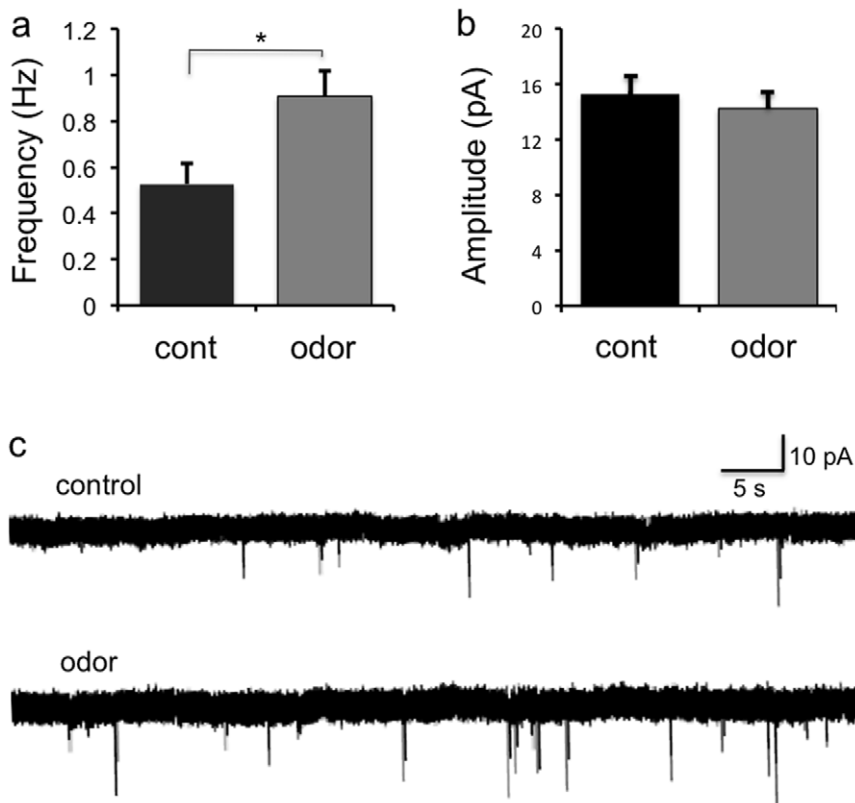 a
Frequency (Hz)
1.2
1
0.8
0.6
0.4
0.2
0
*
cont odor
b
Amplitude (pA)
20
16
12
8
4
0
cont odor
c
control
10 pA
5 s
odor